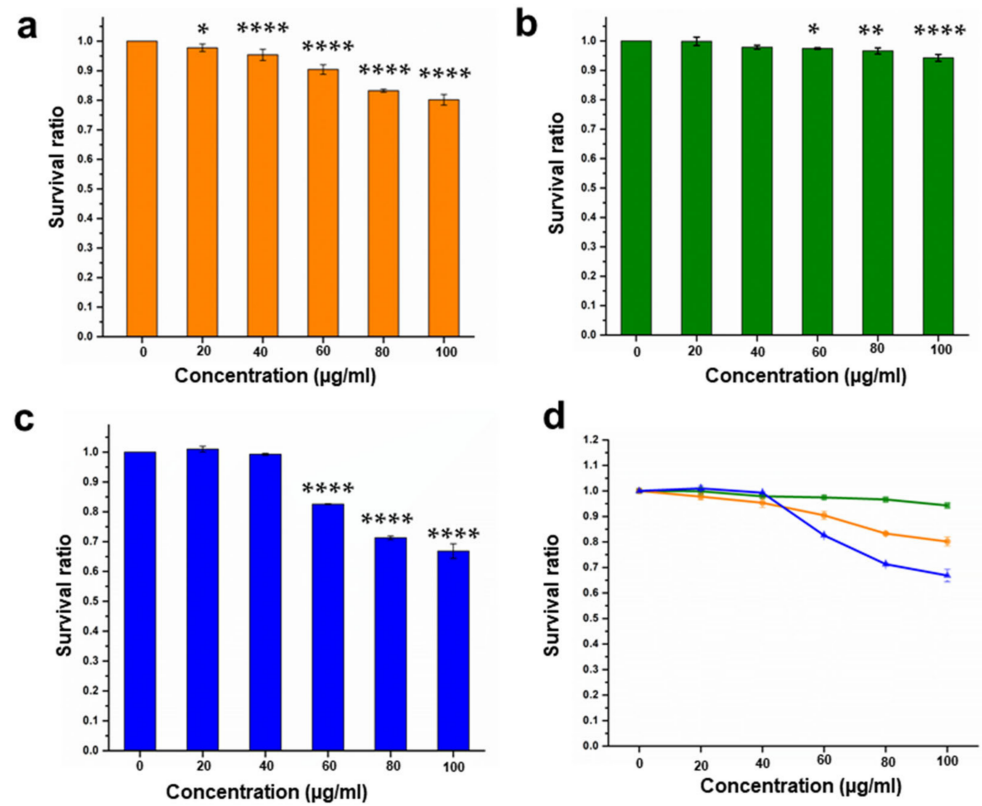 a
* **** **** **** ****
1.0
0.9
0.8
0.7
0.6
0.5
0.4
0.3
0.2
0.1
0.0
Survival ratio
0 20 40 60 80 100
Concentration (µg/ml)
b
* ** ****
1.0
0.9
0.8
0.7
0.6
0.5
0.4
0.3
0.2
0.1
0.0
Survival ratio
0 20 40 60 80 100
Concentration (µg/ml)
c
**** **** ****
1.0
0.9
0.8
0.7
0.6
0.5
0.4
0.3
0.2
0.1
0.0
Survival ratio
0 20 40 60 80 100
Concentration (µg/ml)
d
1.2
1.1
1.0
0.9
0.8
0.7
0.6
0.5
0.4
0.3
0.2
0.1
0.0
Survival ratio
0 20 40 60 80 100
Concentration (µg/ml)